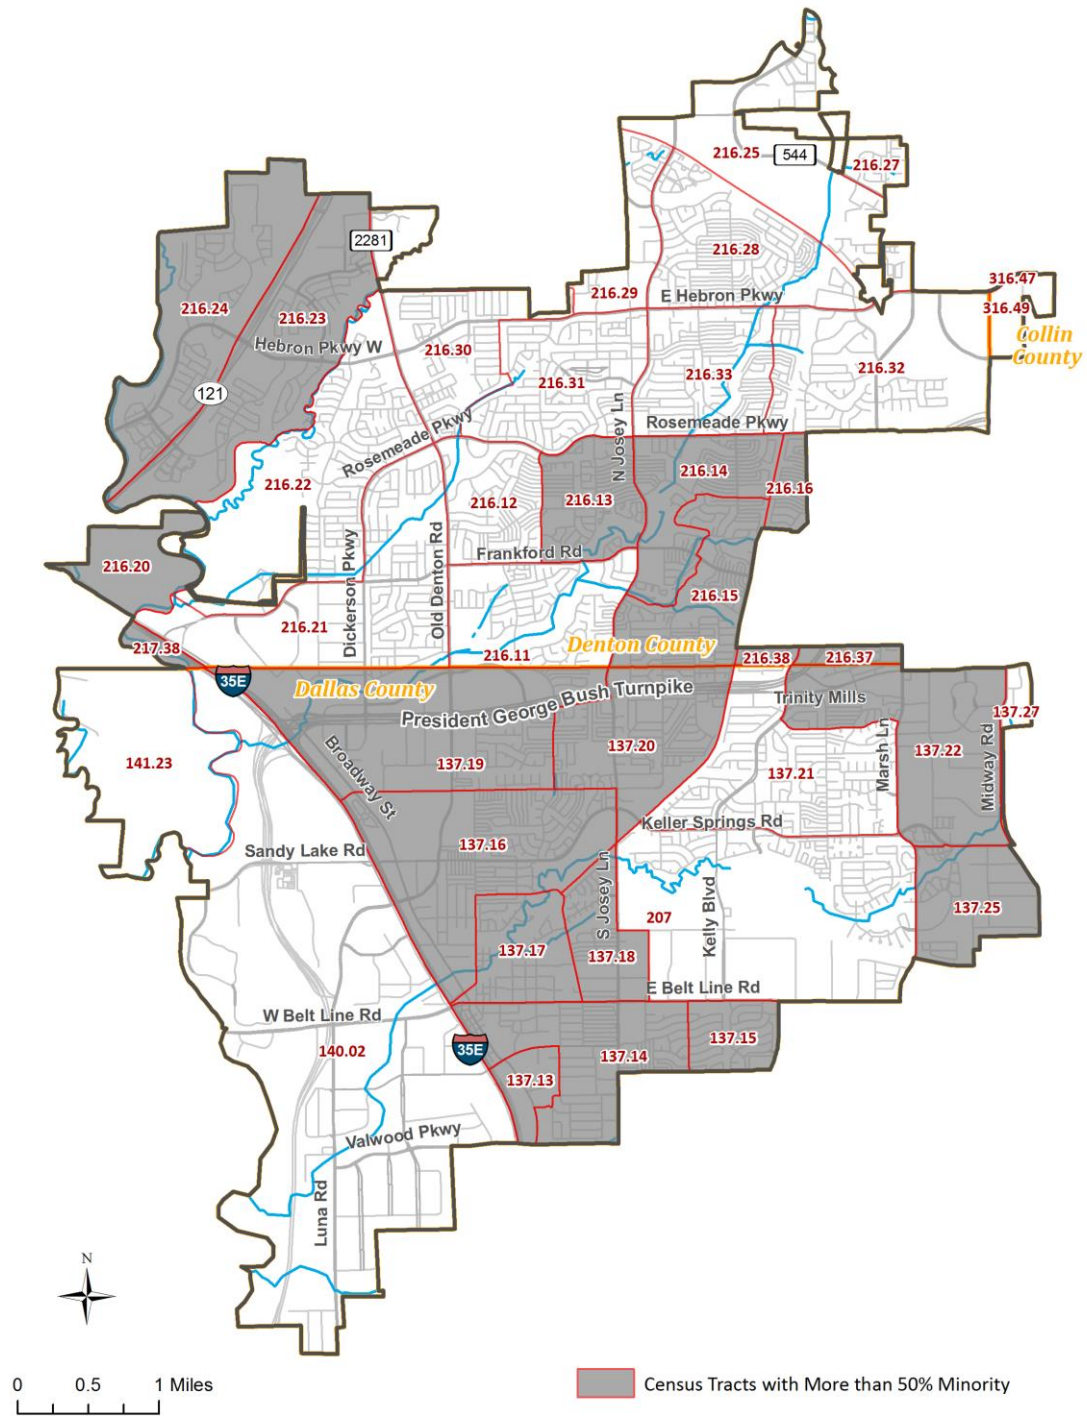 216.25
544
216.27
2281
216.28
216.24
216.23
216.29
E Hebron Pkwy
316.47
316.49
Collin
County
Hebron Pkwy W
216.30
216.31
216.33
216.32
121
Rosemeade Pkwy
N Josey Ln
Rosemeade Pkwy
216.22
216.12
216.13
216.14
216.16
Dickerson Pkwy
Old Denton Rd
Frankford Rd
216.20
216.15
216.21
217.38
216.11
Denton County
216.38
216.37
35E
Dallas County
President George Bush Turnpike
Trinity Mills
137.27
141.23
Broadway St
137.19
137.20
137.21
Marsh Ln
137.22
Midway Rd
Keller Springs Rd
Sandy Lake Rd
137.16
S Josey Ln
207
Kelly Blvd
137.25
137.17
137.18
E Belt Line Rd
W Belt Line Rd
140.02
35E
137.14
137.15
137.13
Valwood Pkwy
Luna Rd
N
0 0.5 1 Miles
Census Tracts with More than 50% Minority